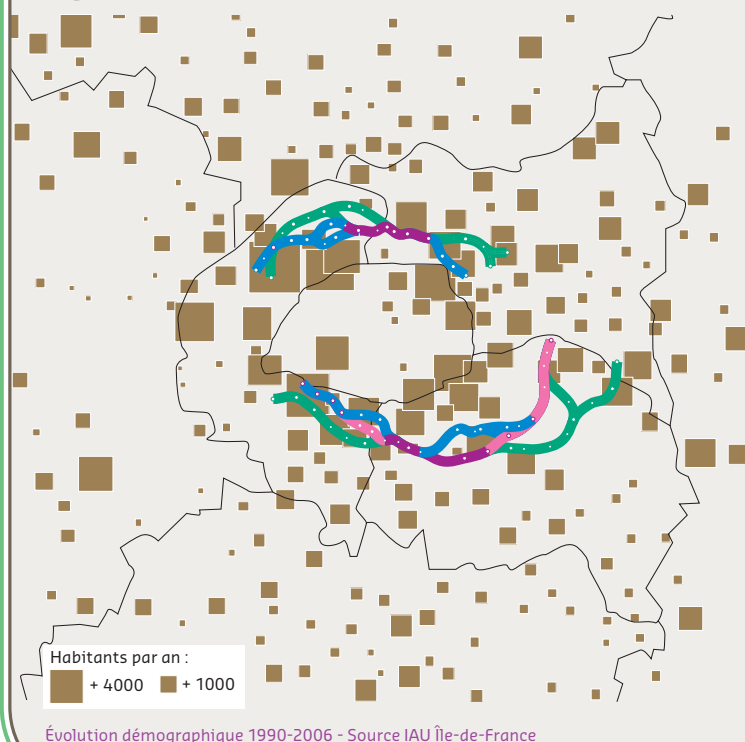 Habitants par an :
+ 4000 + 1000
Évolution démographique 1990-2006 - Source IAU Île-de-France